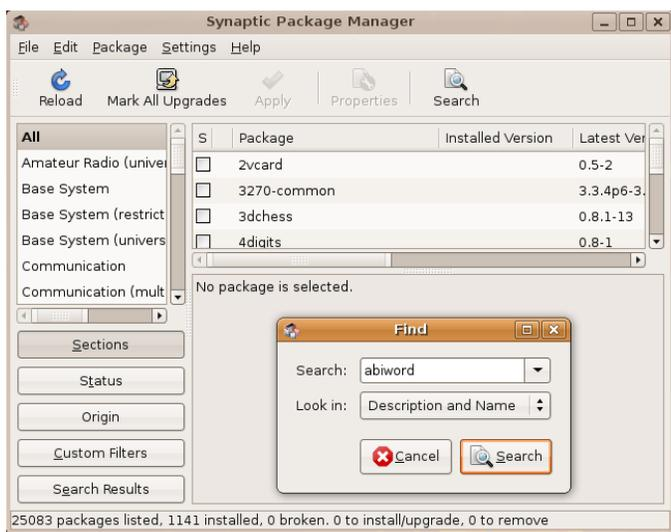 Synaptic Package Manager
File Edit Package Settings Help
Reload Mark All Upgrades Apply Properties Search
All
Amateur Radio (univer
Base System
Base System (restrict
Base System (univers
Communication
Communication (mult
Sections
Status
Origin
Custom Filters
Search Results
S Package Installed Version Latest Ver
2vcard 0.5-2
3270-common 3.3.4p6-3.
3dchess 0.8.1-13
4digits 0.8-1
No package is selected.
Find
Search: abiword
Look in: Description and Name
Cancel Search
25083 packages listed, 1141 installed, 0 broken. 0 to install/upgrade, 0 to remove